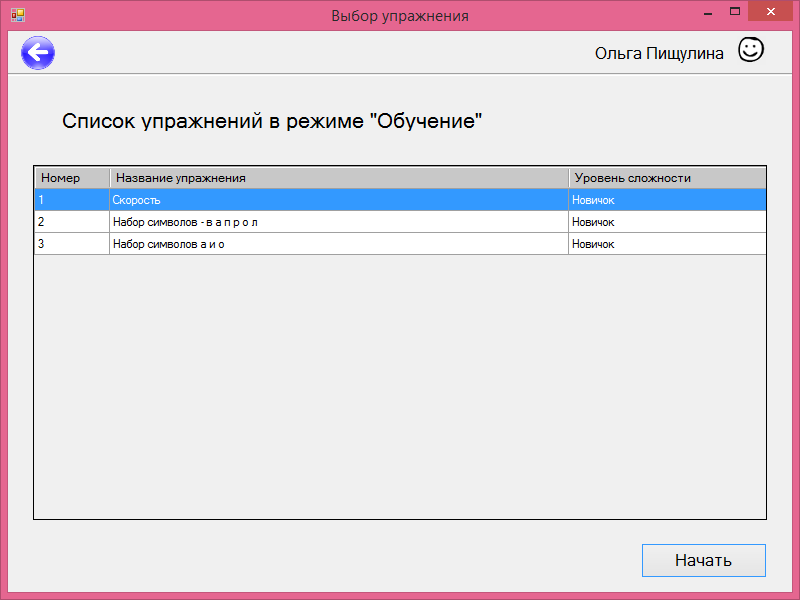 Выбор упражнения
Ольга Пищулина
Список упражнений в режиме "Обучение"
Номер Название упражнения Уровень сложности
1 Скорость Новичок
2 Набор символов - в а п р о л Новичок
3 Набор символов а и о Новичок
Начать